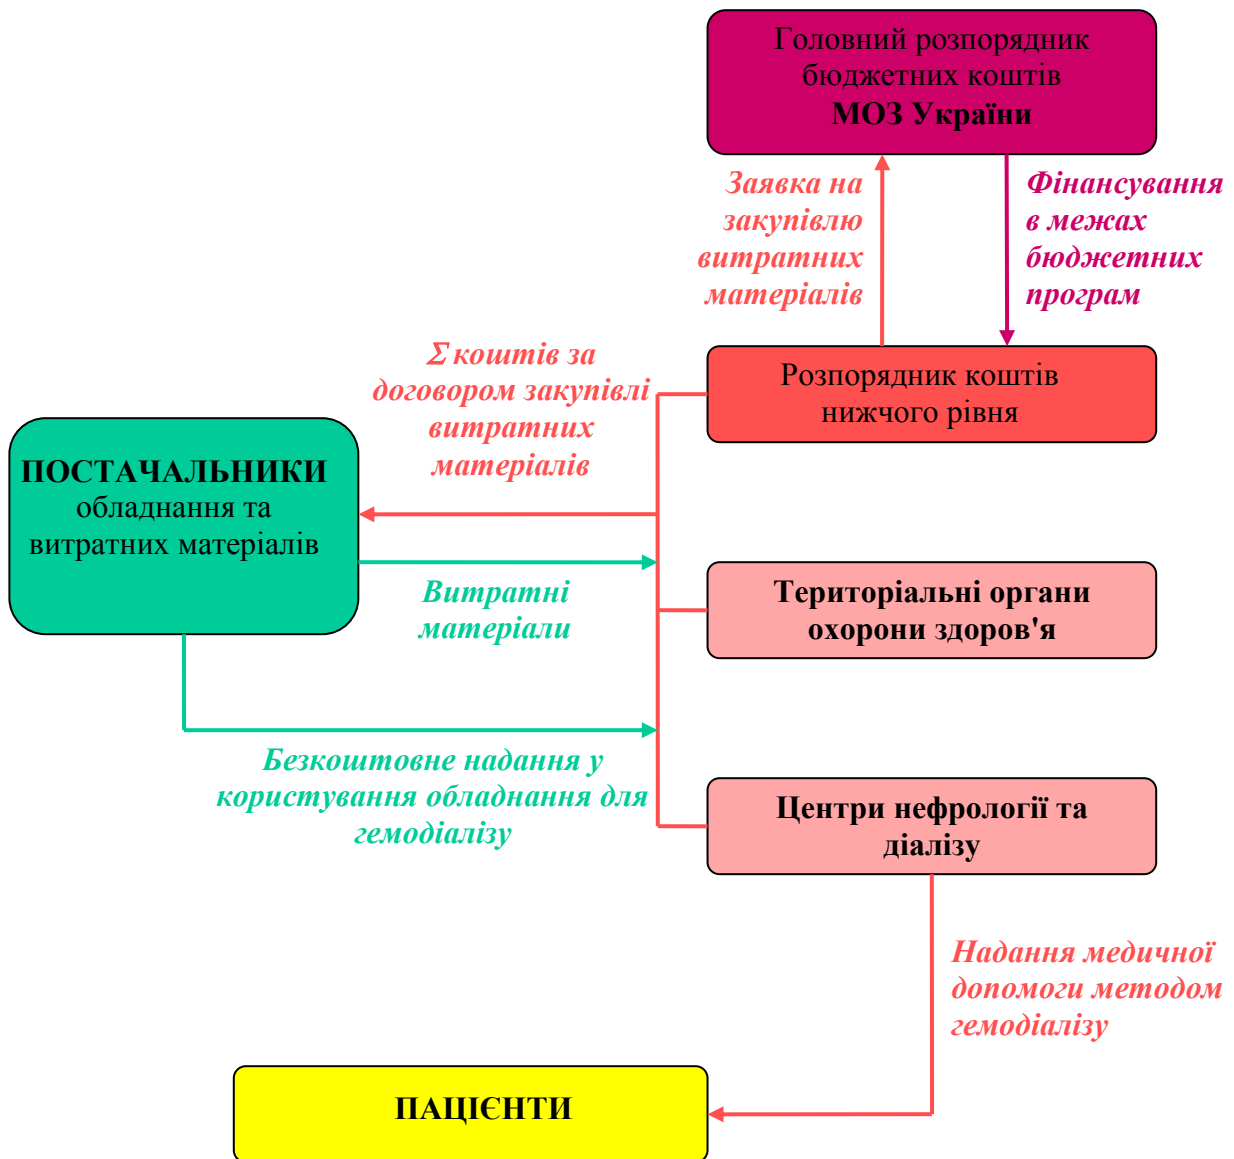 Головний розпорядник
бюджетних коштів
МОЗ України
Заявка на
закупівлю
витратних
матеріалів
Фінансування
в межах
бюджетних
програм
Σ коштів за
договором закупівлі
витратних
матеріалів
Розпорядник коштів
нижчого рівня
ПОСТАЧАЛЬНИКИ
обладнання та
витратних матеріалів
Витратні
матеріали
Територіальні органи
охорони здоров'я
Безкоштовне надання у
користування обладнання для
гемодіалізу
Центри нефрології та
діалізу
Надання медичної
допомоги методом
гемодіалізу
ПАЦІЄНТИ